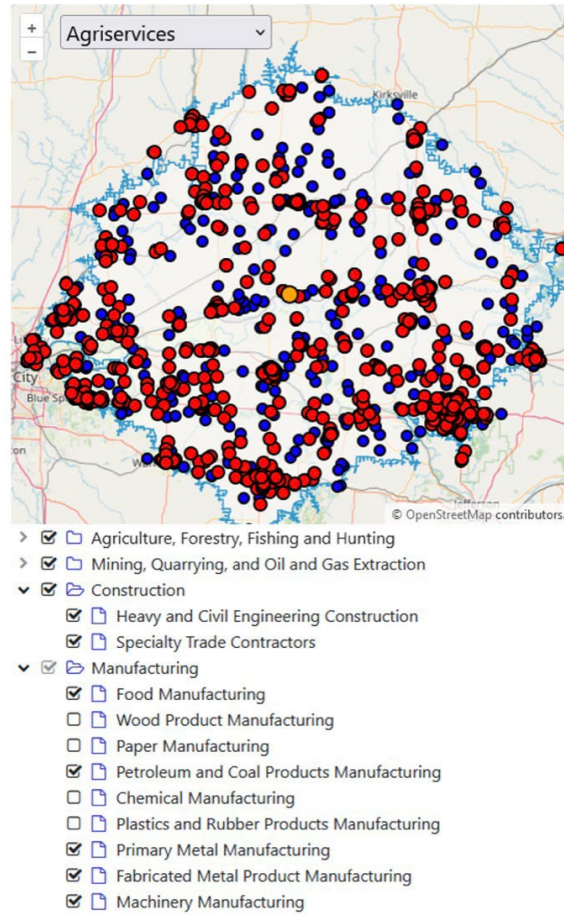 +
−
Agriservices
Kirksville
City
© OpenStreetMap contributors.
Agriculture, Forestry, Fishing and Hunting
Mining, Quarrying, and Oil and Gas Extraction
Construction
Heavy and Civil Engineering Construction
Specialty Trade Contractors
Manufacturing
Food Manufacturing
Wood Product Manufacturing
Paper Manufacturing
Petroleum and Coal Products Manufacturing
Chemical Manufacturing
Plastics and Rubber Products Manufacturing
Primary Metal Manufacturing
Fabricated Metal Product Manufacturing
Machinery Manufacturing